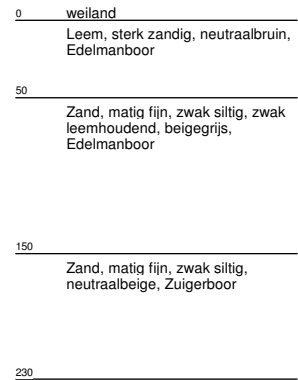 0 weiland
Leem, sterk zandig, neutraalbruin,
Edelmanboor
50
Zand, matig fijn, zwak siltig, zwak
leemhoudend, beigegrijs,
Edelmanboor
150
Zand, matig fijn, zwak siltig,
neutraalbeige, Zuigerboor
230